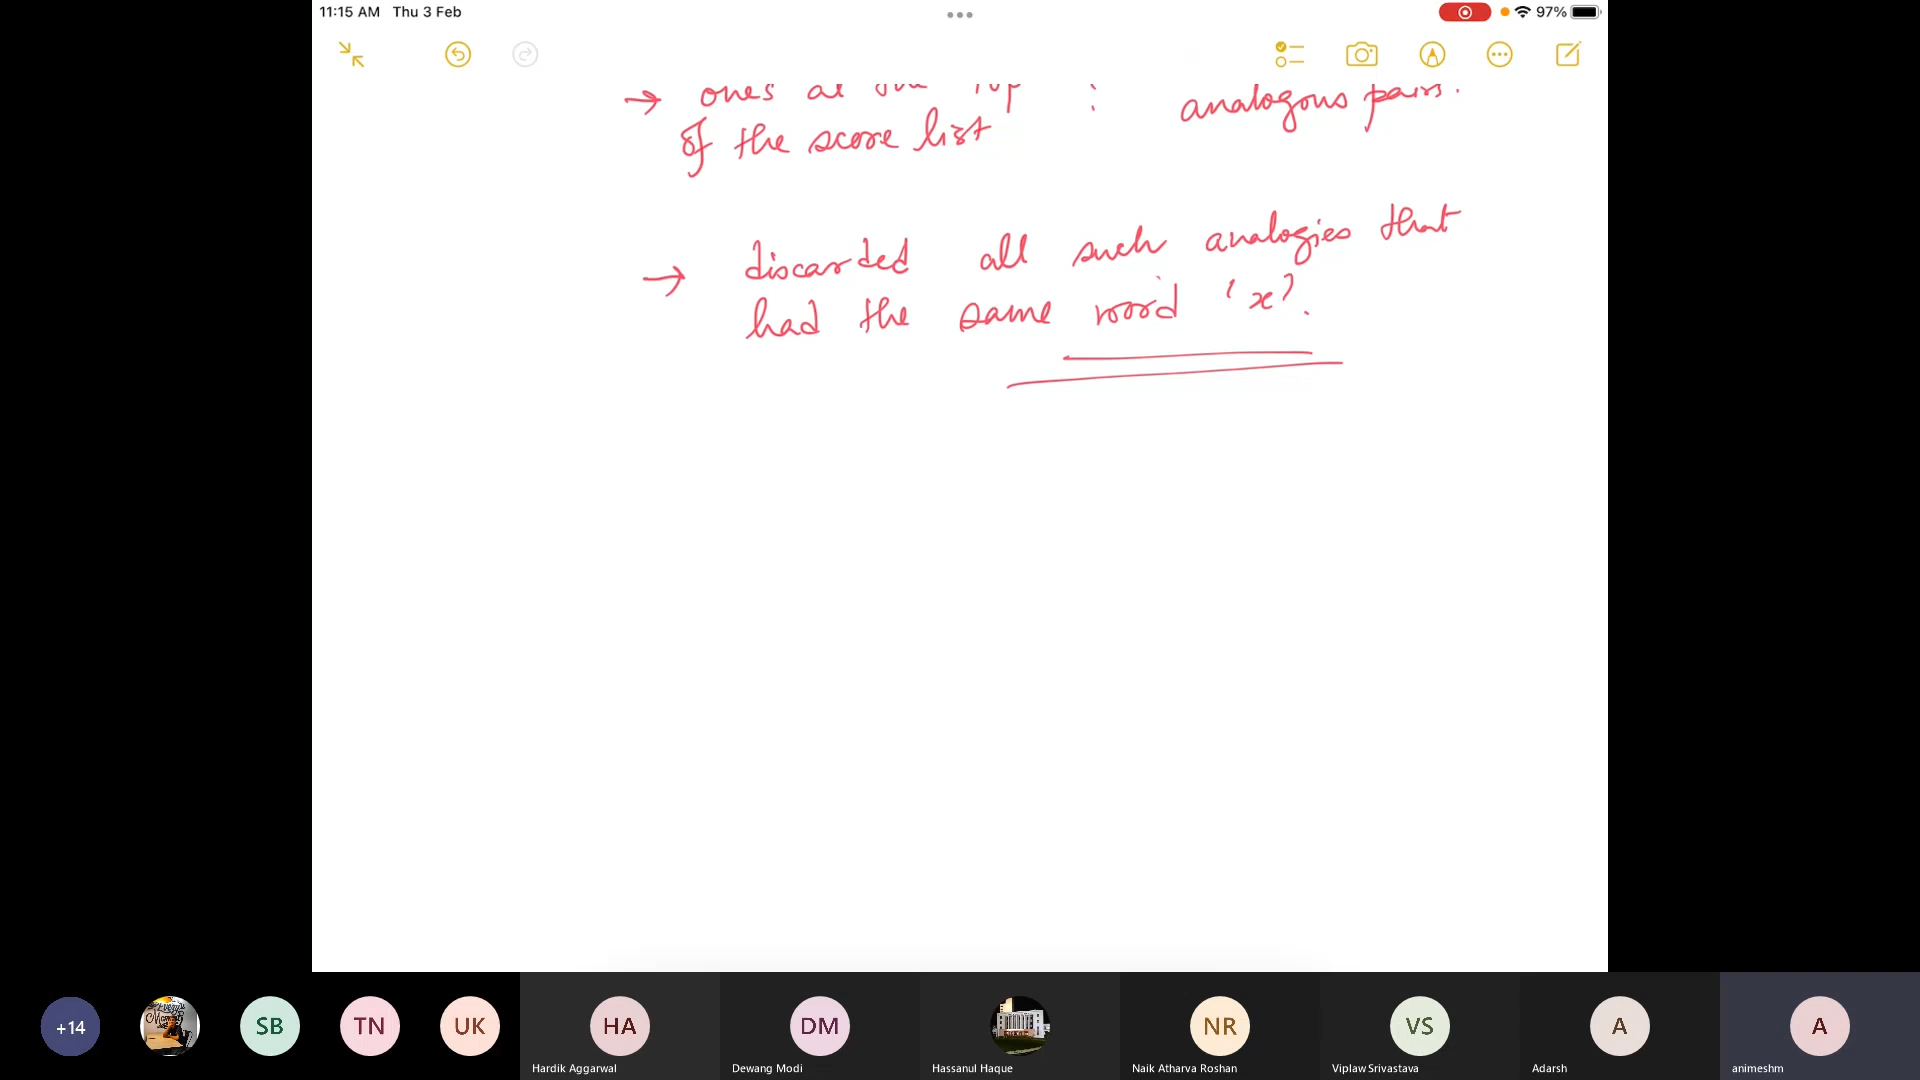 11:15 AM Thu 3 Feb
97%
→ ones at the top : analogous pairs.
of the score list
→ discarded all such analogies that
had the same word 'x'.
+14
SB
TN
UK
HA
DM
NR
VS
A
A
Hardik Aggarwal
Dewang Modi
Hassanul Haque
Naik Atharva Roshan
Viplaw Srivastava
Adarsh
animeshm